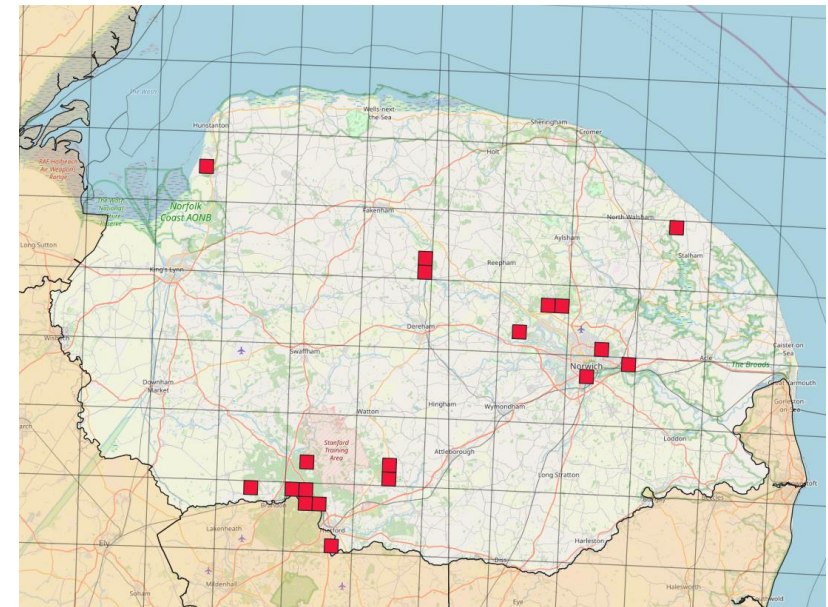 The Wash
Wells-next
the-Sea
Hunstanton
Sheringham
Cromer
Holt
RAF Holbeach
Air Weapons
Range
The Wash
National
Nature
Reserve
Norfolk
Coast AONB
Fakenham
North Walsham
Aylsham
Long Sutton
Stalham
Reepham
King's Lynn
Dereham
Wisbech
Swaffham
Norwich
Acle
Caister-on
-Sea
The Broads
Great Yarmouth
Downham
Market
Gorleston
on-Sea
Watton
Hingham
Wymondham
arch
Stanford
Training
Area
Loddon
Attleborough
Long Stratton
oft
Brandon
Lakenheath
Thetford
Ely
Harleston
Diss
Mildenhall
Halesworth
Soham
Eye
Southwold